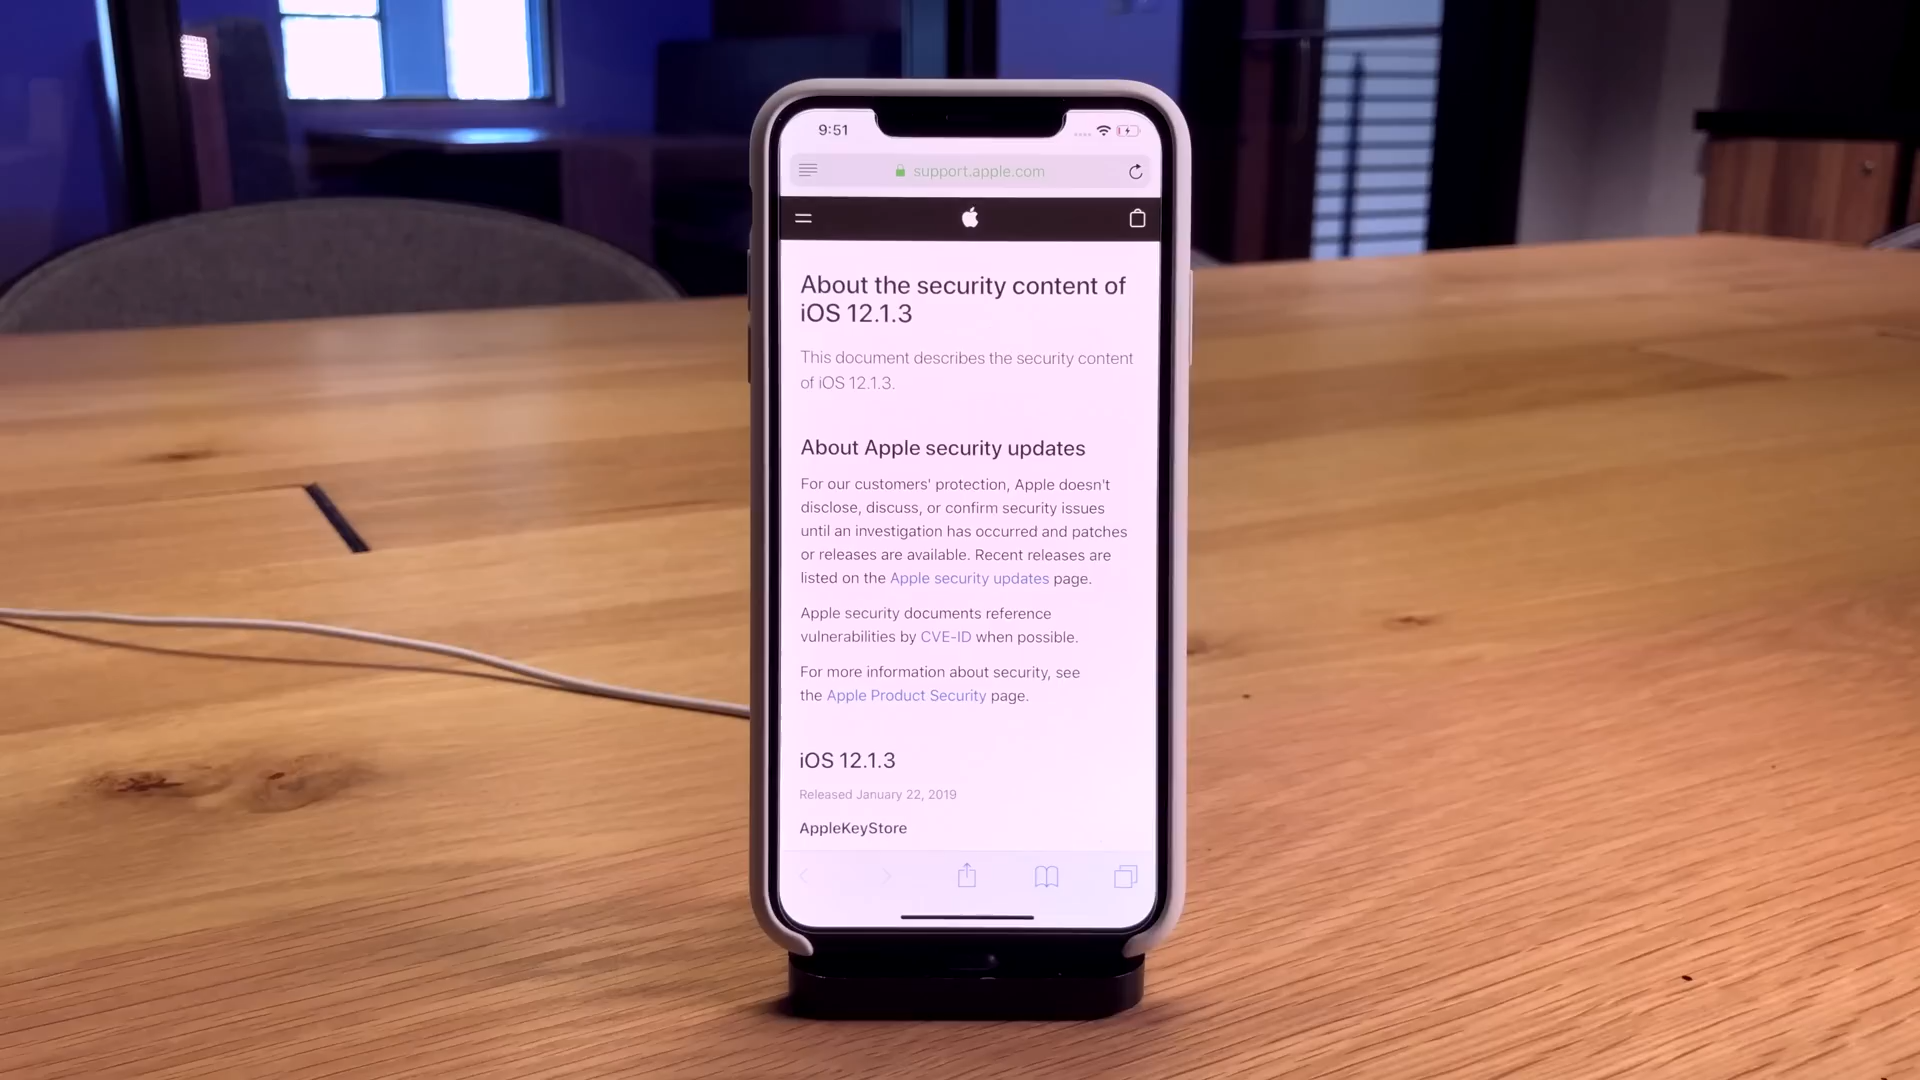 9:51
support.apple.com
About the security content of
iOS 12.1.3
This document describes the security content
of iOS 12.1.3.
About Apple security updates
For our customers' protection, Apple doesn't
disclose, discuss, or confirm security issues
until an investigation has occurred and patches
or releases are available. Recent releases are
listed on the Apple security updates page.
Apple security documents reference
vulnerabilities by CVE-ID when possible.
For more information about security, see
the Apple Product Security page.
iOS 12.1.3
Released January 22, 2019
AppleKeyStore